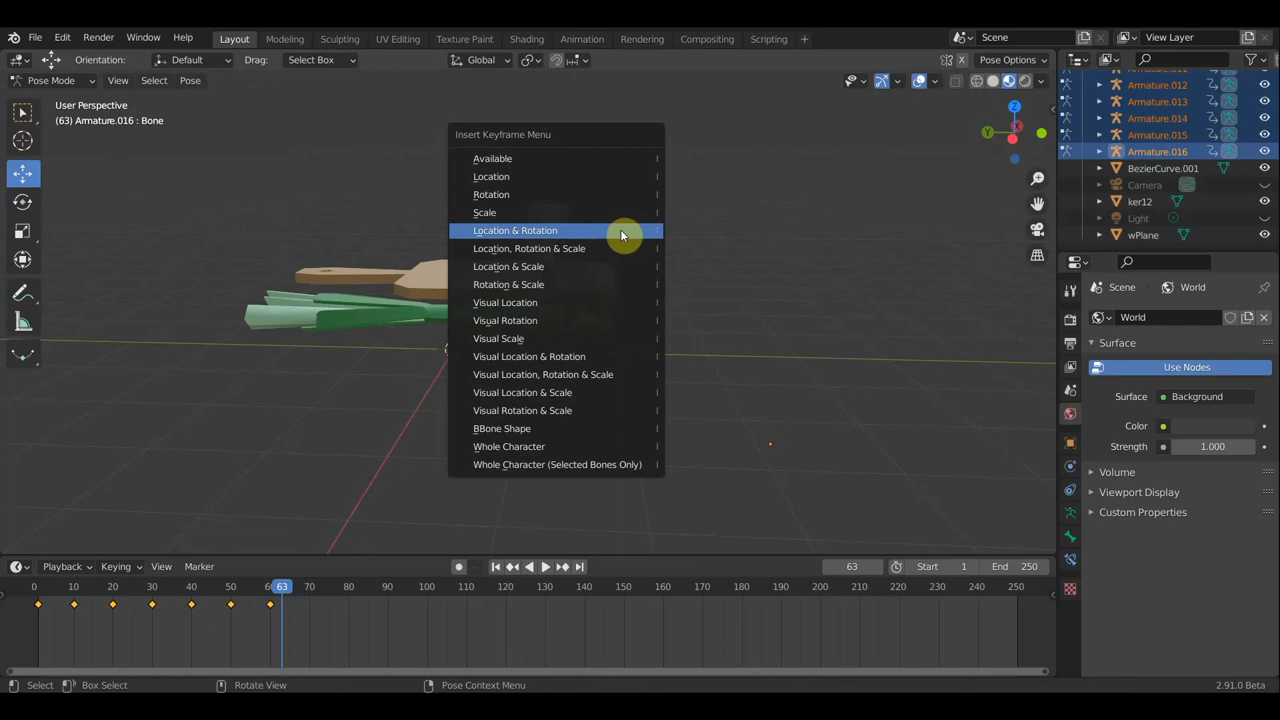 File Edit Render Window Help Layout Modeling Sculpting UV Editing Texture Paint Shading Animation Rendering Compositing Scripting + Scene View Layer
Orientation: Default Drag: Select Box Global X Pose Options
Pose Mode View Select Pose
User Perspective
(63) Armature.016 : Bone
Insert Keyframe Menu
Available I
Location I
Rotation I
Scale I
Location & Rotation I
Location, Rotation & Scale I
Location & Scale I
Rotation & Scale I
Visual Location I
Visual Rotation I
Visual Scale I
Visual Location & Rotation I
Visual Location, Rotation & Scale I
Visual Location & Scale I
Visual Rotation & Scale I
BBone Shape I
Whole Character I
Whole Character (Selected Bones Only) I
Z
Y
X
Armature.012
Armature.013
Armature.014
Armature.015
Armature.016
BezierCurve.001
Camera
ker12
Light
wPlane
Scene World
World
Surface
Use Nodes
Surface Background
Color
Strength 1.000
Volume
Viewport Display
Custom Properties
Playback Keying View Marker 63 Start 1 End 250
0 10 20 30 40 50 63 70 80 90 100 110 120 130 140 150 160 170 180 190 200 210 220 230 240 250
Select Box Select Rotate View Pose Context Menu 2.91.0 Beta